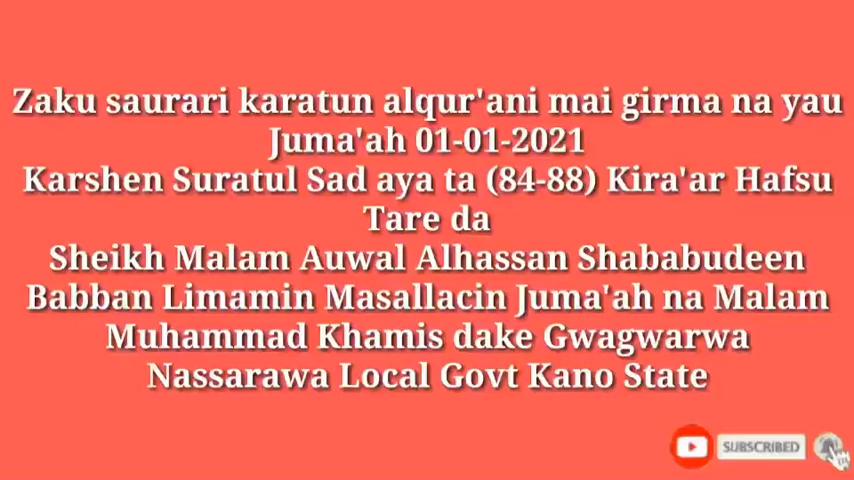 Zaku saurari karatun alqur'ani mai girma na yau
Juma'ah 01-01-2021
Karshen Suratul Sad aya ta (84-88) Kira'ar Hafsu
Tare da
Sheikh Malam Auwal Alhassan Shababudeen
Babban Limamin Masallacin Juma'ah na Malam
Muhammad Khamis dake Gwagwarwa
Nassarawa Local Govt Kano State
SUBSCRIBED